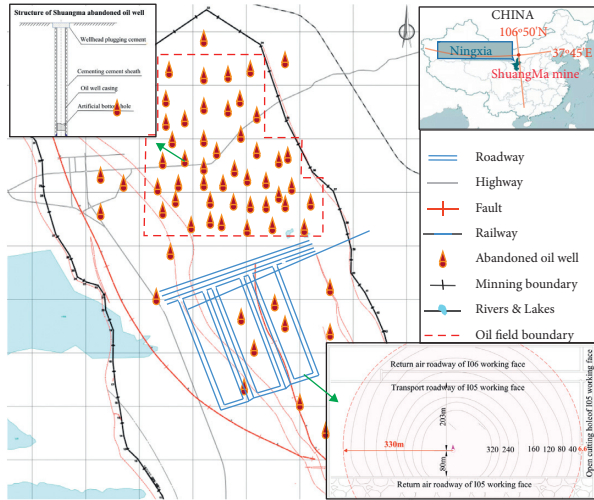 Structure of Shuangma abandoned oil well
Wellhead plugging cement
Cementing cement sheath
Oil well casing
Artificial bottom hole
CHINA
106°50′N
Ningxia
37°45′E
ShuangMa mine
Roadway
Highway
Fault
Railway
Abandoned oil well
Minning boundary
Rivers & Lakes
Oil field boundary
Return air roadway of I06 working face
Transport roadway of I05 working face
203m
330m
A
320 240 160 120 80 40 6.6
80m
Return air roadway of I05 working face
Open cutting hole of I05 working face